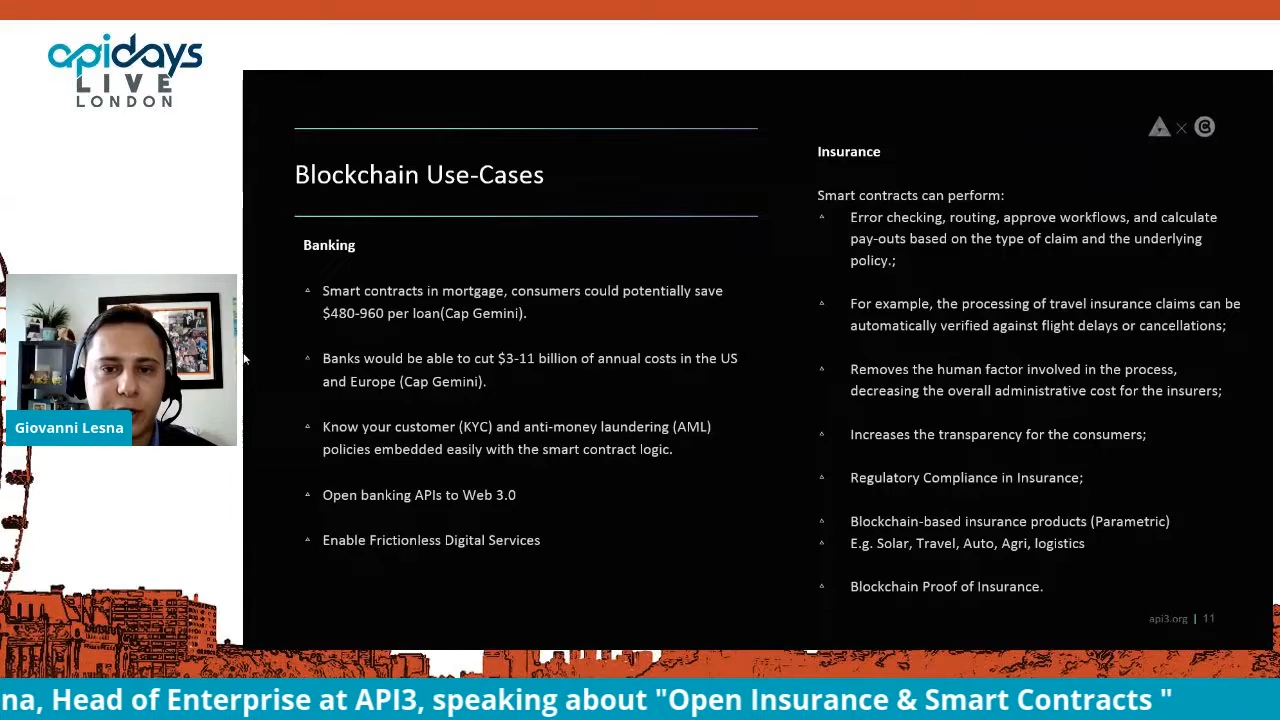 apidays
LIVE
LONDON
Blockchain Use-Cases
Banking
Smart contracts in mortgage, consumers could potentially save
$480-960 per loan(Cap Gemini).
Banks would be able to cut $3-11 billion of annual costs in the US
and Europe (Cap Gemini).
Know your customer (KYC) and anti-money laundering (AML)
policies embedded easily with the smart contract logic.
Open banking APIs to Web 3.0
Enable Frictionless Digital Services
Insurance
Smart contracts can perform:
Error checking, routing, approve workflows, and calculate
pay-outs based on the type of claim and the underlying
policy.;
For example, the processing of travel insurance claims can be
automatically verified against flight delays or cancellations;
Removes the human factor involved in the process,
decreasing the overall administrative cost for the insurers;
Increases the transparency for the consumers;
Regulatory Compliance in Insurance;
Blockchain-based insurance products (Parametric)
E.g. Solar, Travel, Auto, Agri, logistics
Blockchain Proof of Insurance.
api3.org | 11
Giovanni Lesna
na, Head of Enterprise at API3, speaking about "Open Insurance & Smart Contracts "